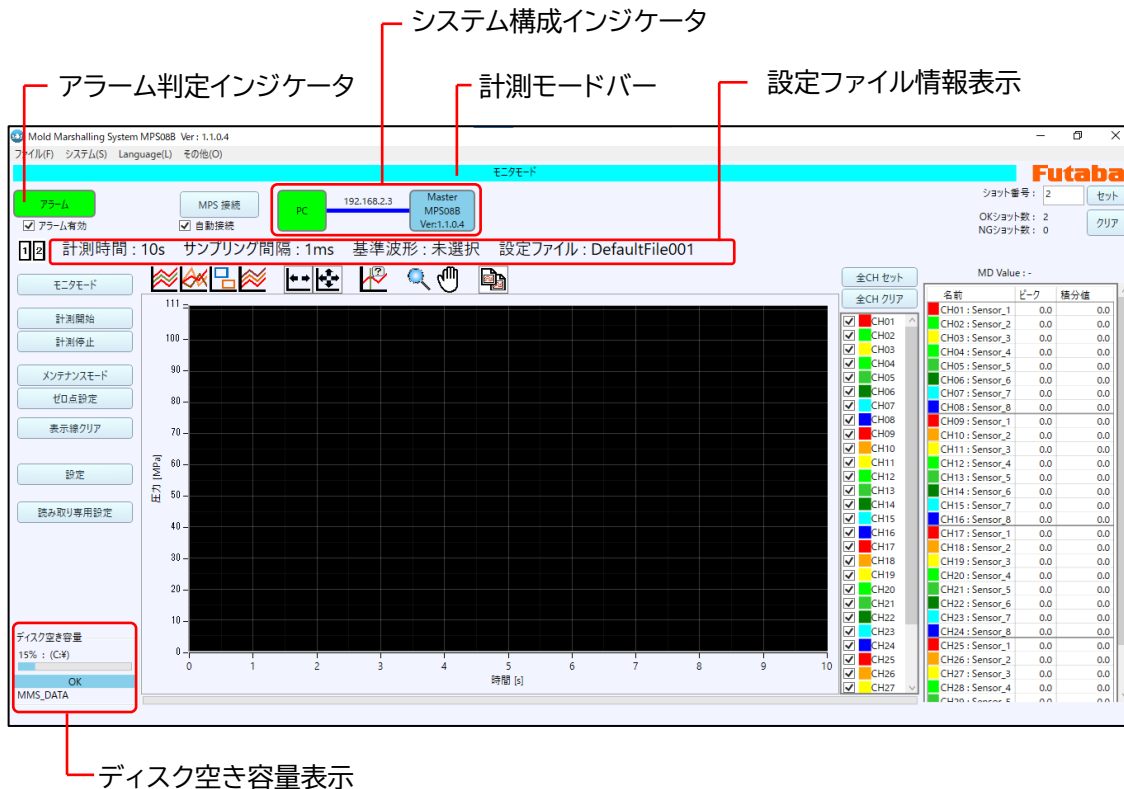 システム構成インジケータ
アラーム判定インジケータ
計測モードバー
設定ファイル情報表示
Mold Marshalling System MPS08B Ver : 1.1.0.4
ファイル(F) システム(S) Language(L) その他(O)
モニタモード
Futaba
アラーム
アラーム有効
MPS 接続
自動接続
PC
192.168.2.3
Master
MPS08B
Ver:1.1.0.4
ショット番号 : 2 セット
OKショット数 : 2
NGショット数 : 0
クリア
1 2 計測時間 : 10s サンプリング間隔 : 1ms 基準波形 : 未選択 設定ファイル : DefaultFile001
モニタモード
計測開始
計測停止
メンテナンスモード
ゼロ点設定
表示線クリア
設定
読み取り専用設定
ディスク空き容量
15% : (C:¥)
OK
MMS_DATA
圧力 [MPa]
111
100
90
80
70
60
50
40
30
20
10
0
0 1 2 3 4 5 6 7 8 9 10
時間 [s]
全CH セット
全CH クリア
CH01
CH02
CH03
CH04
CH05
CH06
CH07
CH08
CH09
CH10
CH11
CH12
CH13
CH14
CH15
CH16
CH17
CH18
CH19
CH20
CH21
CH22
CH23
CH24
CH25
CH26
CH27
MD Value : -
名前 ピーク 積分値
CH01 : Sensor_1 0.0 0.0
CH02 : Sensor_2 0.0 0.0
CH03 : Sensor_3 0.0 0.0
CH04 : Sensor_4 0.0 0.0
CH05 : Sensor_5 0.0 0.0
CH06 : Sensor_6 0.0 0.0
CH07 : Sensor_7 0.0 0.0
CH08 : Sensor_8 0.0 0.0
CH09 : Sensor_1 0.0 0.0
CH10 : Sensor_2 0.0 0.0
CH11 : Sensor_3 0.0 0.0
CH12 : Sensor_4 0.0 0.0
CH13 : Sensor_5 0.0 0.0
CH14 : Sensor_6 0.0 0.0
CH15 : Sensor_7 0.0 0.0
CH16 : Sensor_8 0.0 0.0
CH17 : Sensor_1 0.0 0.0
CH18 : Sensor_2 0.0 0.0
CH19 : Sensor_3 0.0 0.0
CH20 : Sensor_4 0.0 0.0
CH21 : Sensor_5 0.0 0.0
CH22 : Sensor_6 0.0 0.0
CH23 : Sensor_7 0.0 0.0
CH24 : Sensor_8 0.0 0.0
CH25 : Sensor_1 0.0 0.0
CH26 : Sensor_2 0.0 0.0
CH27 : Sensor_3 0.0 0.0
CH28 : Sensor_4 0.0 0.0
CH29 : Sensor_5 0.0 0.0
ディスク空き容量表示